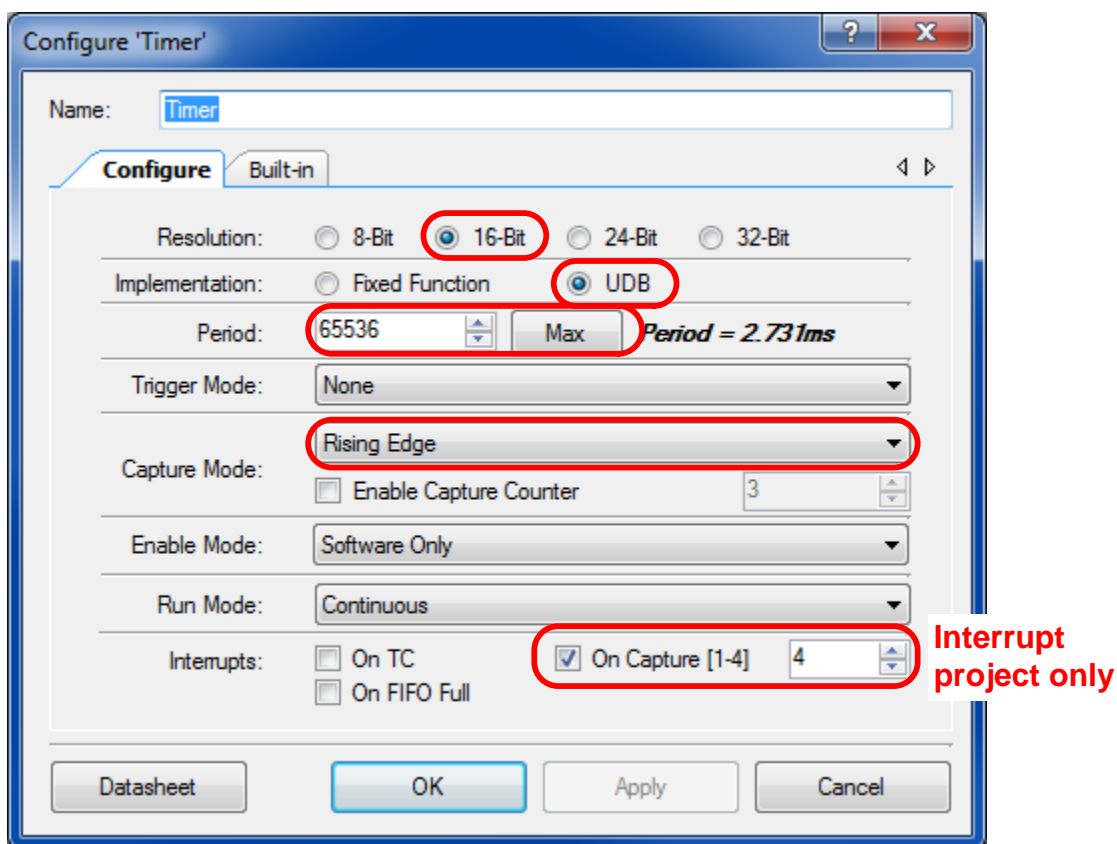 Configure 'Timer'
?
X
Name: Timer
Configure Built-in
Resolution: 8-Bit 16-Bit 24-Bit 32-Bit
Implementation: Fixed Function UDB
Period: 65536 Max Period = 2.731ms
Trigger Mode: None
Capture Mode: Rising Edge
Enable Capture Counter 3
Enable Mode: Software Only
Run Mode: Continuous
Interrupts: On TC On Capture [1-4] 4
On FIFO Full
Interrupt
project only
Datasheet OK Apply Cancel